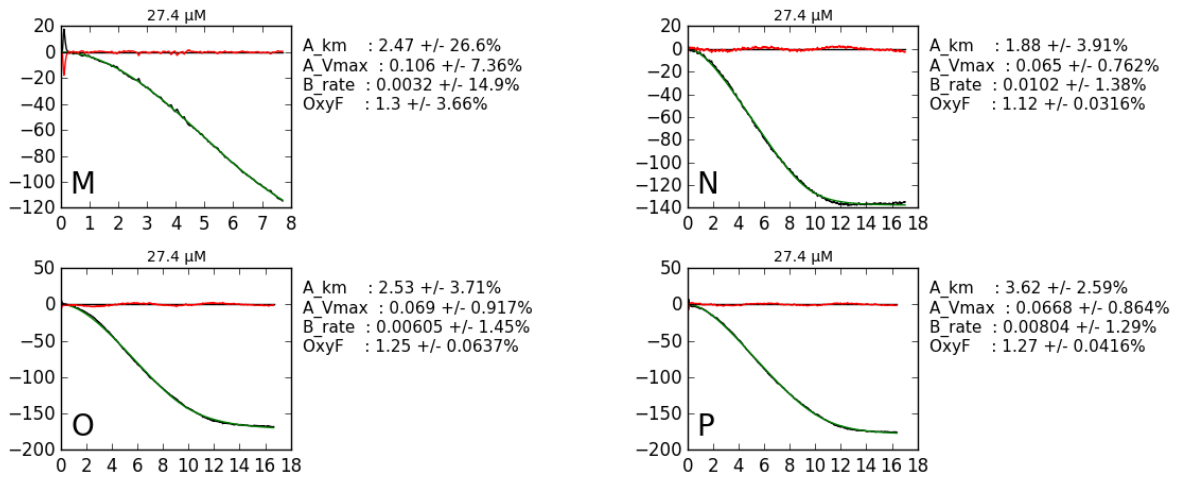 27.4 µM
20
0
−20
−40
−60
−80
−100
−120
0 1 2 3 4 5 6 7 8
M
A_km : 2.47 +/- 26.6%
A_Vmax : 0.106 +/- 7.36%
B_rate : 0.0032 +/- 14.9%
OxyF : 1.3 +/- 3.66%
27.4 µM
20
0
−20
−40
−60
−80
−100
−120
−140
0 2 4 6 8 10 12 14 16 18
N
A_km : 1.88 +/- 3.91%
A_Vmax : 0.065 +/- 0.762%
B_rate : 0.0102 +/- 1.38%
OxyF : 1.12 +/- 0.0316%
27.4 µM
50
0
−50
−100
−150
−200
0 2 4 6 8 10 12 14 16 18
O
A_km : 2.53 +/- 3.71%
A_Vmax : 0.069 +/- 0.917%
B_rate : 0.00605 +/- 1.45%
OxyF : 1.25 +/- 0.0637%
27.4 µM
50
0
−50
−100
−150
−200
0 2 4 6 8 10 12 14 16 18
P
A_km : 3.62 +/- 2.59%
A_Vmax : 0.0668 +/- 0.864%
B_rate : 0.00804 +/- 1.29%
OxyF : 1.27 +/- 0.0416%